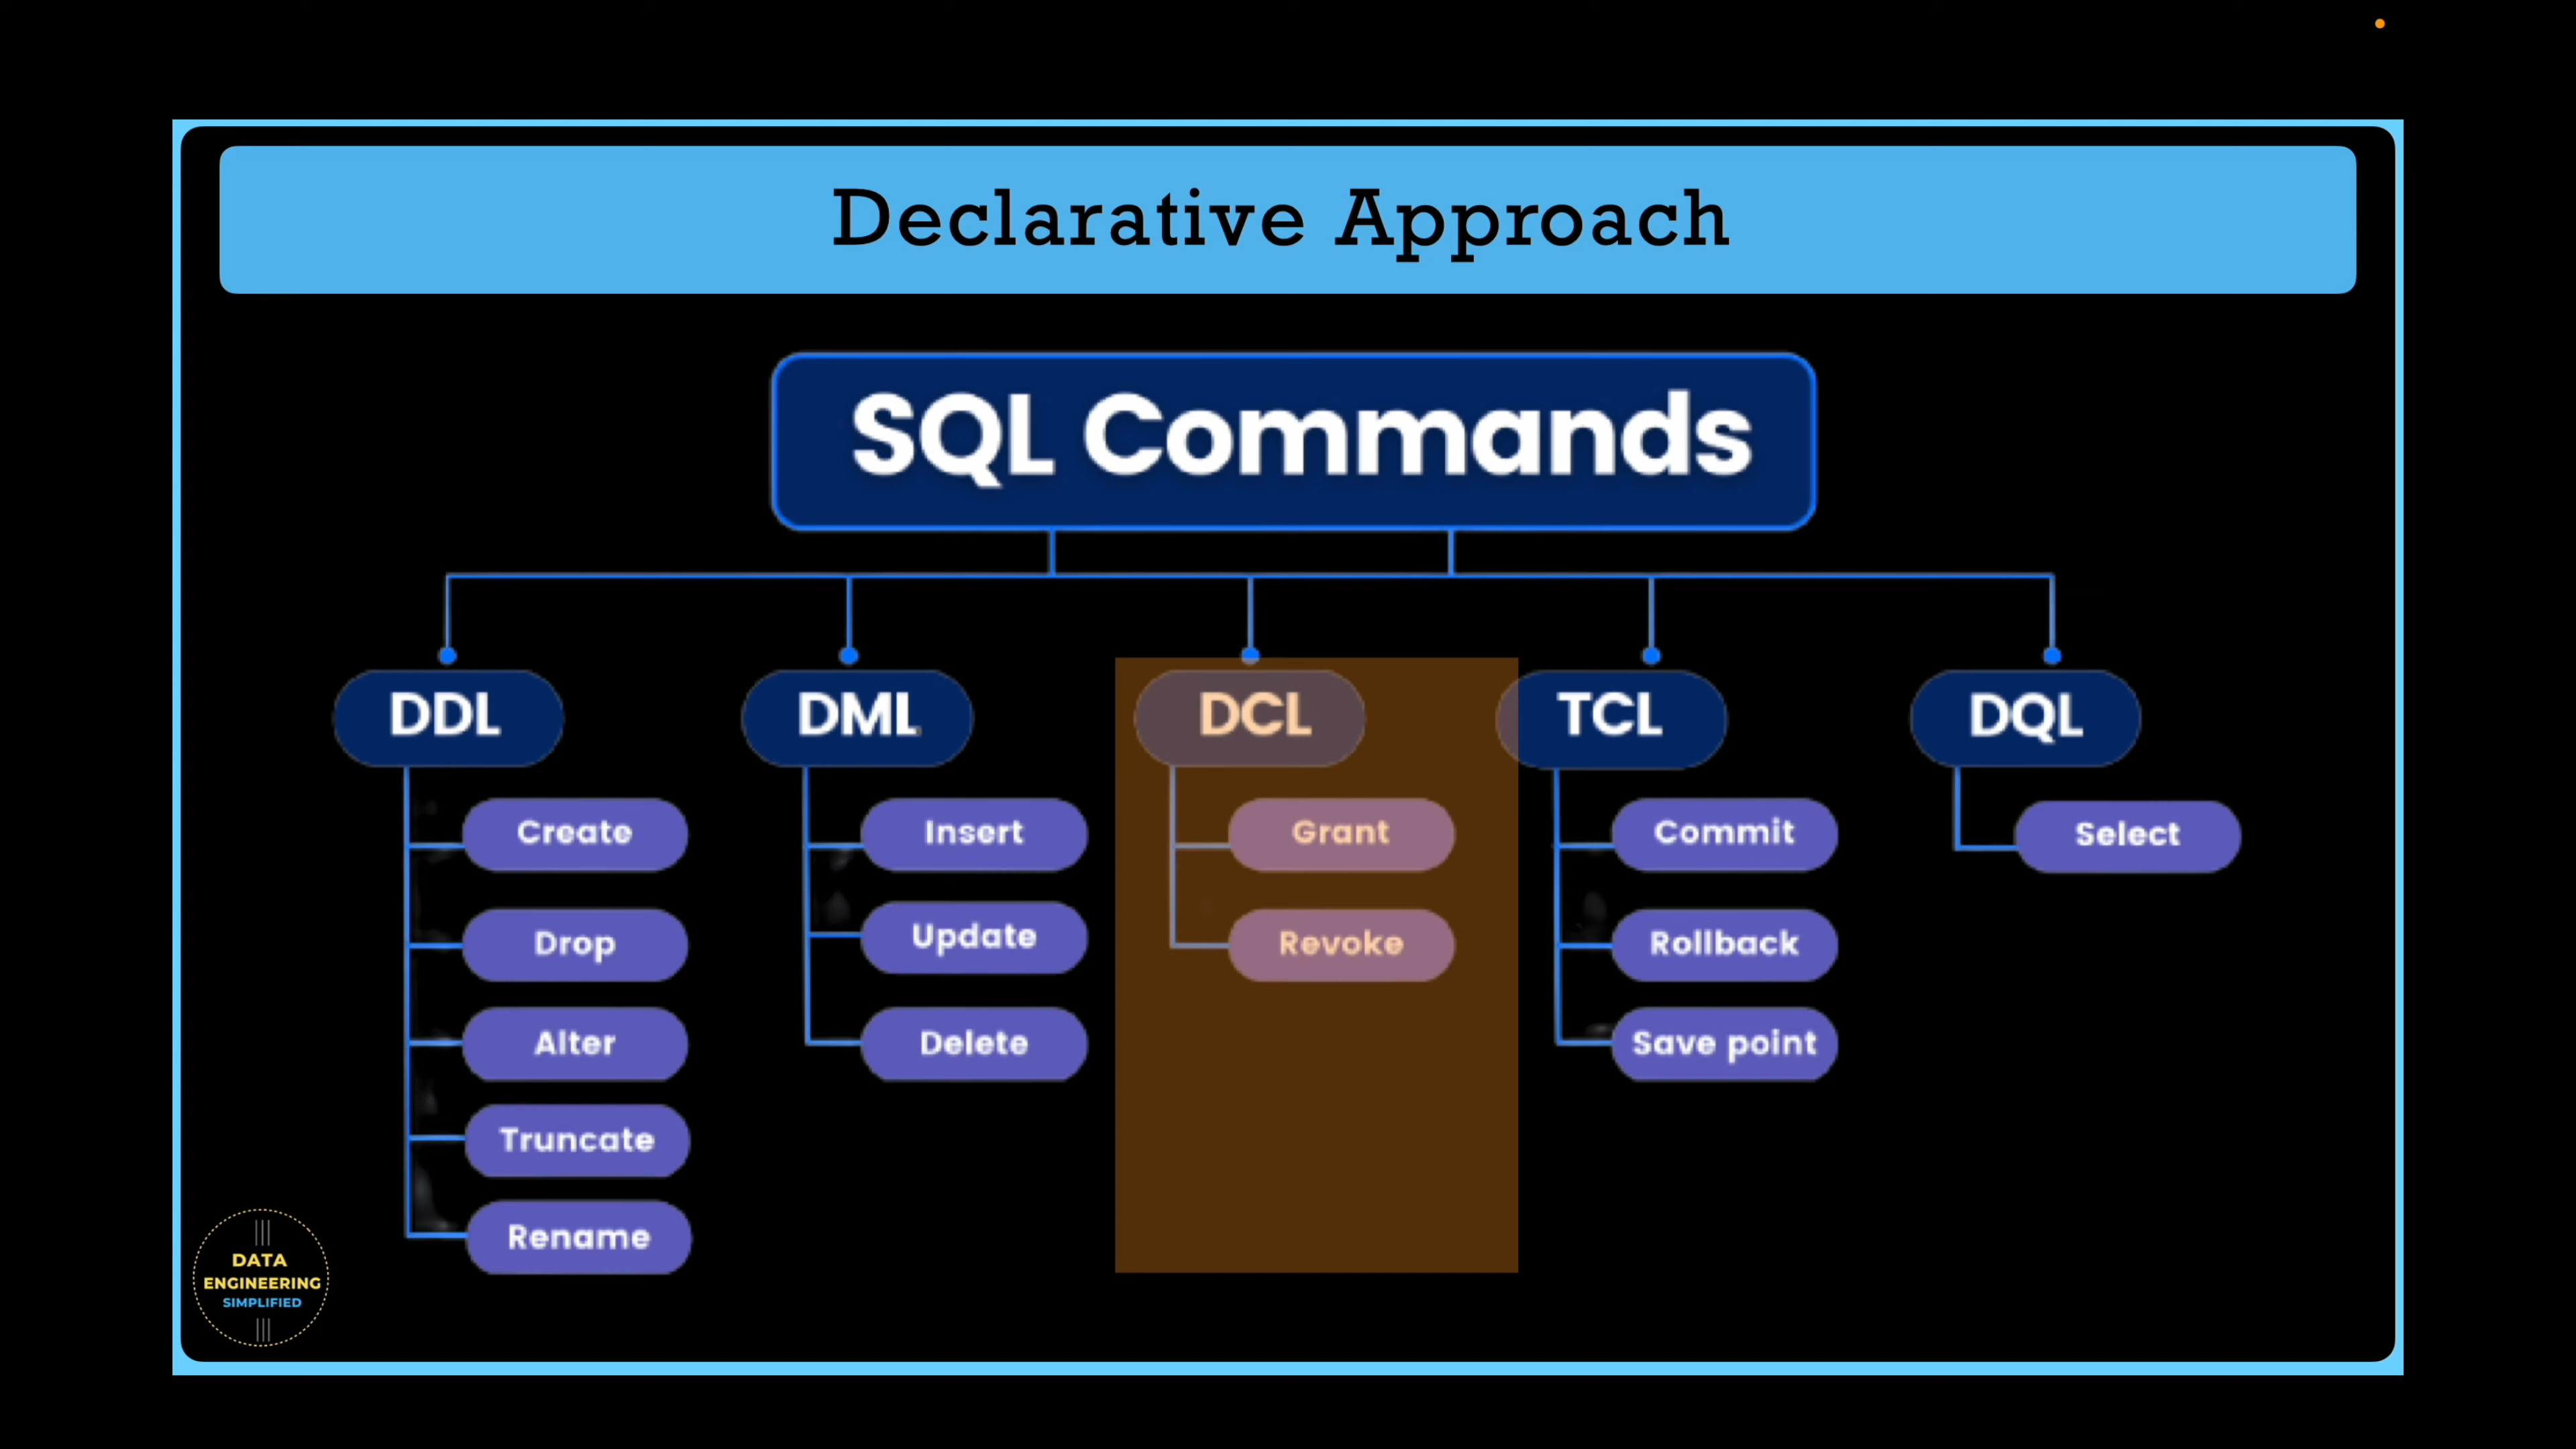 Declarative Approach
SQL Commands
DDL
Create
Drop
Alter
Truncate
Rename
DML
Insert
Update
Delete
DCL
Grant
Revoke
TCL
Commit
Rollback
Save point
DQL
Select
DATA
ENGINEERING
SIMPLIFIED